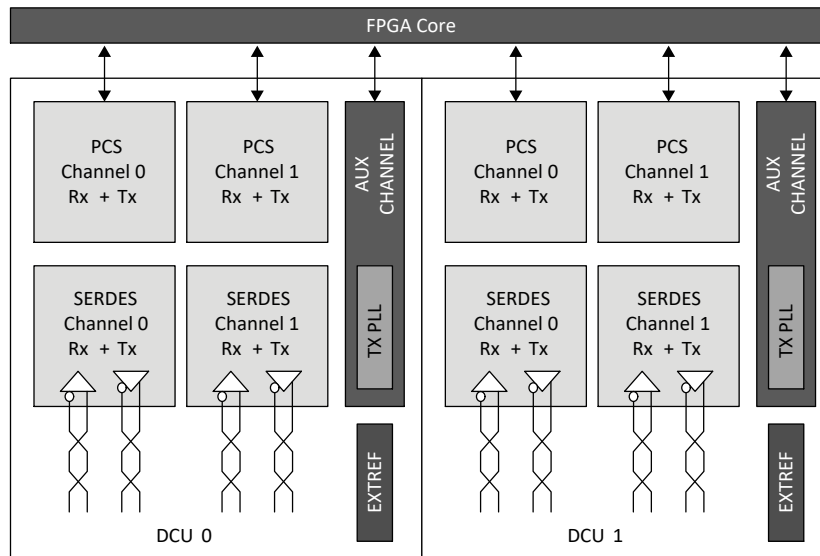 FPGA Core
PCS
Channel 0
Rx + Tx
PCS
Channel 1
Rx + Tx
AUX
CHANNEL
SERDES
Channel 0
Rx + Tx
SERDES
Channel 1
Rx + Tx
TX PLL
EXTREF
DCU 0
PCS
Channel 0
Rx + Tx
PCS
Channel 1
Rx + Tx
AUX
CHANNEL
SERDES
Channel 0
Rx + Tx
SERDES
Channel 1
Rx + Tx
TX PLL
EXTREF
DCU 1